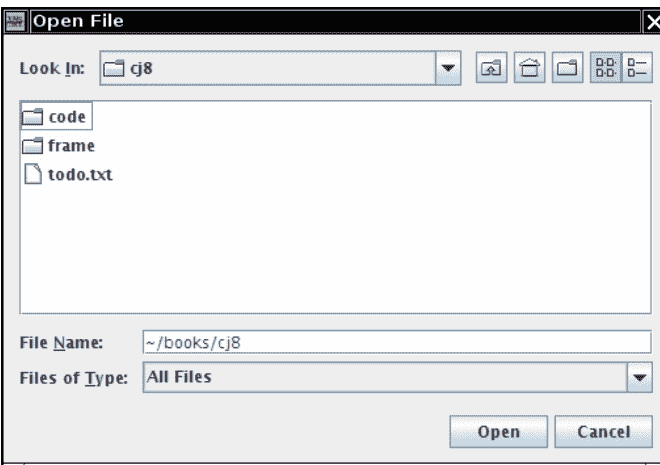 Open File
Look In: cj8
code
frame
todo.txt
File Name: ~/books/cj8
Files of Type: All Files
Open Cancel